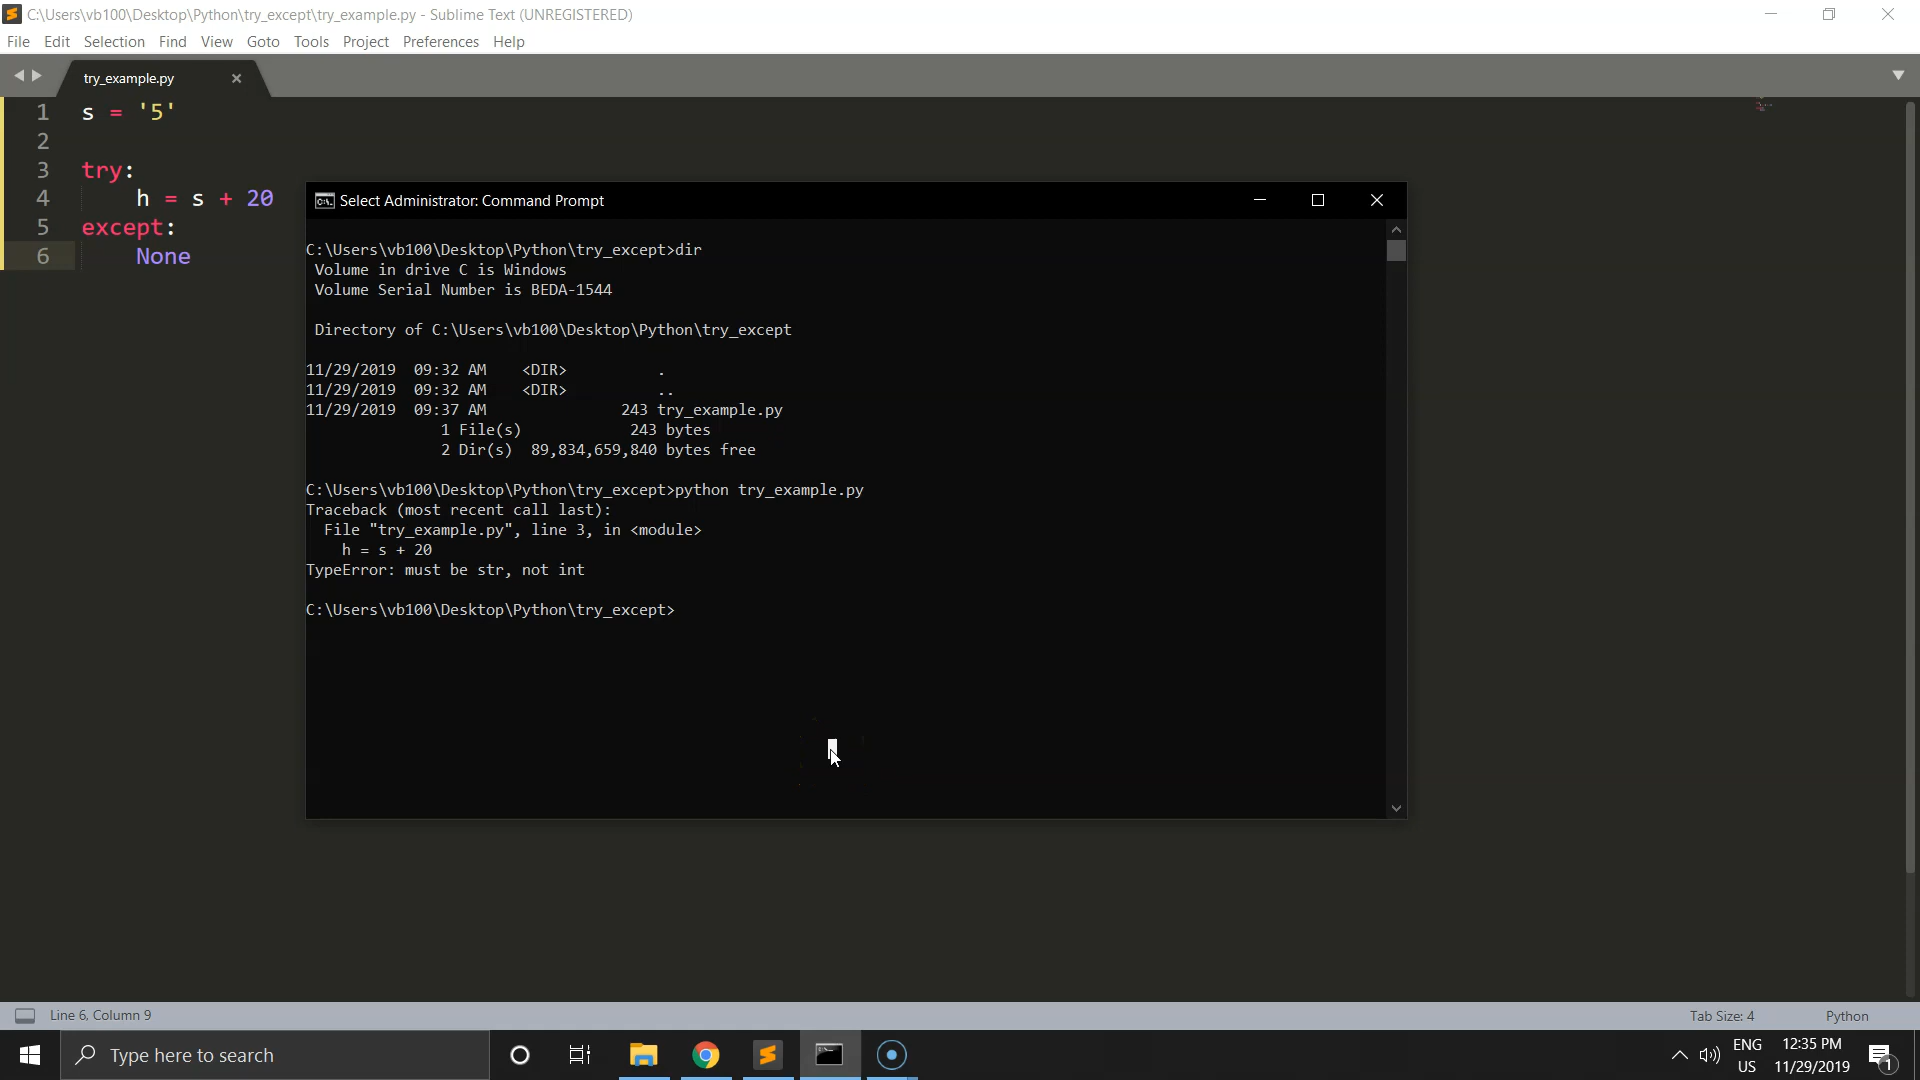 C:\Users\vb100\Desktop\Python\try_except\try_example.py - Sublime Text (UNREGISTERED)
File Edit Selection Find View Goto Tools Project Preferences Help
try_example.py
1 s = '5'
2
3 try:
4 h = s + 20
5 except:
6 None
Select Administrator: Command Prompt
C:\Users\vb100\Desktop\Python\try_except>dir
Volume in drive C is Windows
Volume Serial Number is BEDA-1544
Directory of C:\Users\vb100\Desktop\Python\try_except
11/29/2019 09:32 AM <DIR> .
11/29/2019 09:32 AM <DIR> ..
11/29/2019 09:37 AM 243 try_example.py
1 File(s) 243 bytes
2 Dir(s) 89,834,659,840 bytes free
C:\Users\vb100\Desktop\Python\try_except>python try_example.py
Traceback (most recent call last):
File "try_example.py", line 3, in <module>
h = s + 20
TypeError: must be str, not int
C:\Users\vb100\Desktop\Python\try_except>
Line 6, Column 9
Tab Size: 4
Python
Type here to search
ENG
US
12:35 PM
11/29/2019
1